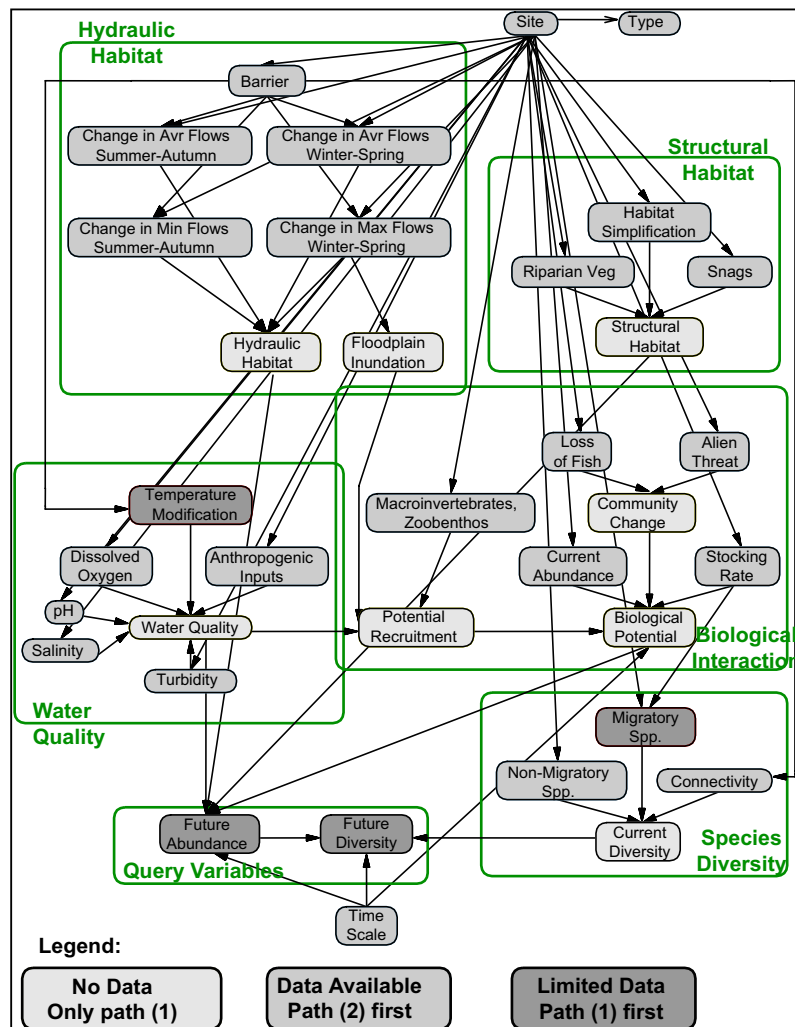 Site
Type
Hydraulic
Habitat
Barrier
Change in Avr Flows
Summer-Autumn
Change in Avr Flows
Winter-Spring
Structural
Habitat
Habitat
Simplification
Change in Min Flows
Summer-Autumn
Change in Max Flows
Winter-Spring
Riparian Veg
Snags
Hydraulic
Habitat
Floodplain
Inundation
Structural
Habitat
Loss
of Fish
Alien
Threat
Temperature
Modification
Macroinvertebrates,
Zoobenthos
Community
Change
Dissolved
Oxygen
Anthropogenic
Inputs
Current
Abundance
Stocking
Rate
pH
Salinity
Water Quality
Potential
Recruitment
Biological
Potential
Biological
Interaction
Turbidity
Water
Quality
Migratory
Spp.
Non-Migratory
Spp.
Connectivity
Future
Abundance
Future
Diversity
Current
Diversity
Species
Diversity
Query Variables
Time
Scale
Legend:
No Data
Only path (1)
Data Available
Path (2) first
Limited Data
Path (1) first